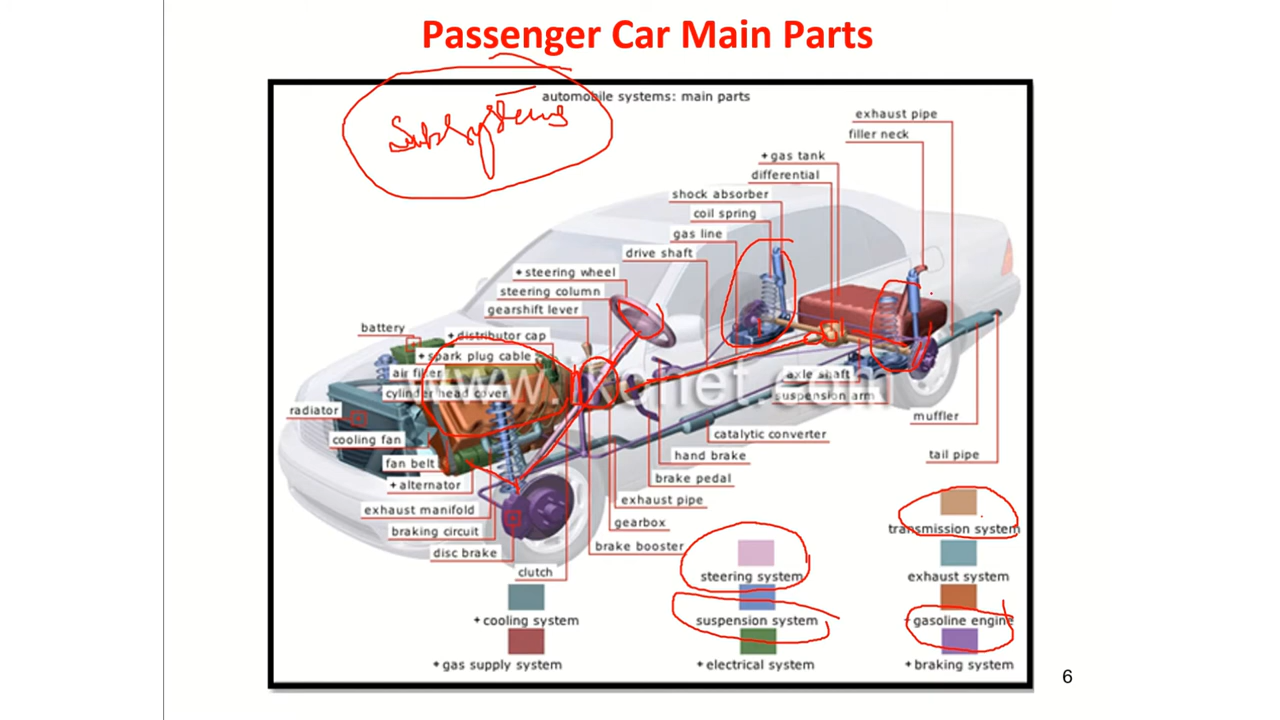 Passenger Car Main Parts
automobile systems: main parts
Subsystems
exhaust pipe
filler neck
+ gas tank
differential
shock absorber
coil spring
gas line
drive shaft
+ steering wheel
steering column
gearshift lever
battery
+ distributor cap
+ spark plug cable
air filter
cylinder head cover
radiator
cooling fan
fan belt
+ alternator
exhaust manifold
braking circuit
disc brake
clutch
brake booster
gearbox
exhaust pipe
brake pedal
hand brake
catalytic converter
axle shaft
suspension arm
muffler
tail pipe
transmission system
steering system
exhaust system
+ cooling system
suspension system
+ gasoline engine
+ gas supply system
+ electrical system
+ braking system
6